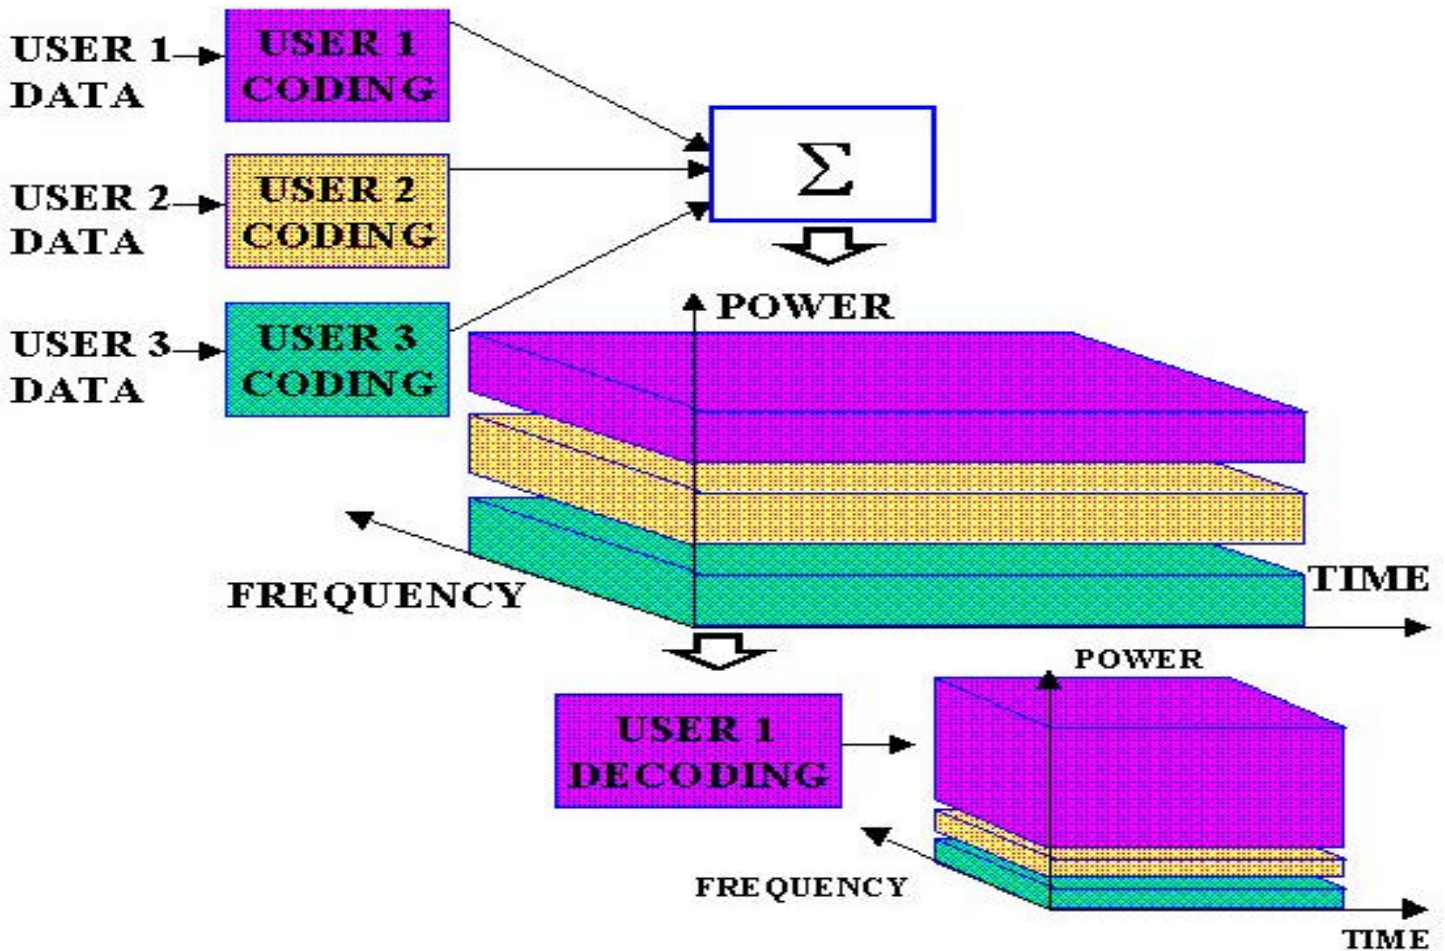 USER 1
DATA
USER 1
CODING
USER 2
DATA
USER 2
CODING
USER 3
DATA
USER 3
CODING
Σ
POWER
FREQUENCY
TIME
USER 1
DECODING
POWER
FREQUENCY
TIME